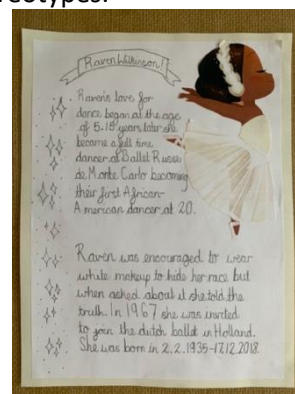 reotypes.
Raven Wilkinson!
Raven's love for
dance began at the age
of 5. 15 years later she
became a full time
dancer at Ballet Russe
de Monte Carlo becoming
their first African-
American dancer at 20.
Raven was encouraged to wear
white makeup to hide her race but
when asked about it she told the
truth. In 1967 she was invited
to join the dutch ballet in Holland.
She was born in 2.2.1935-17.12.2018.